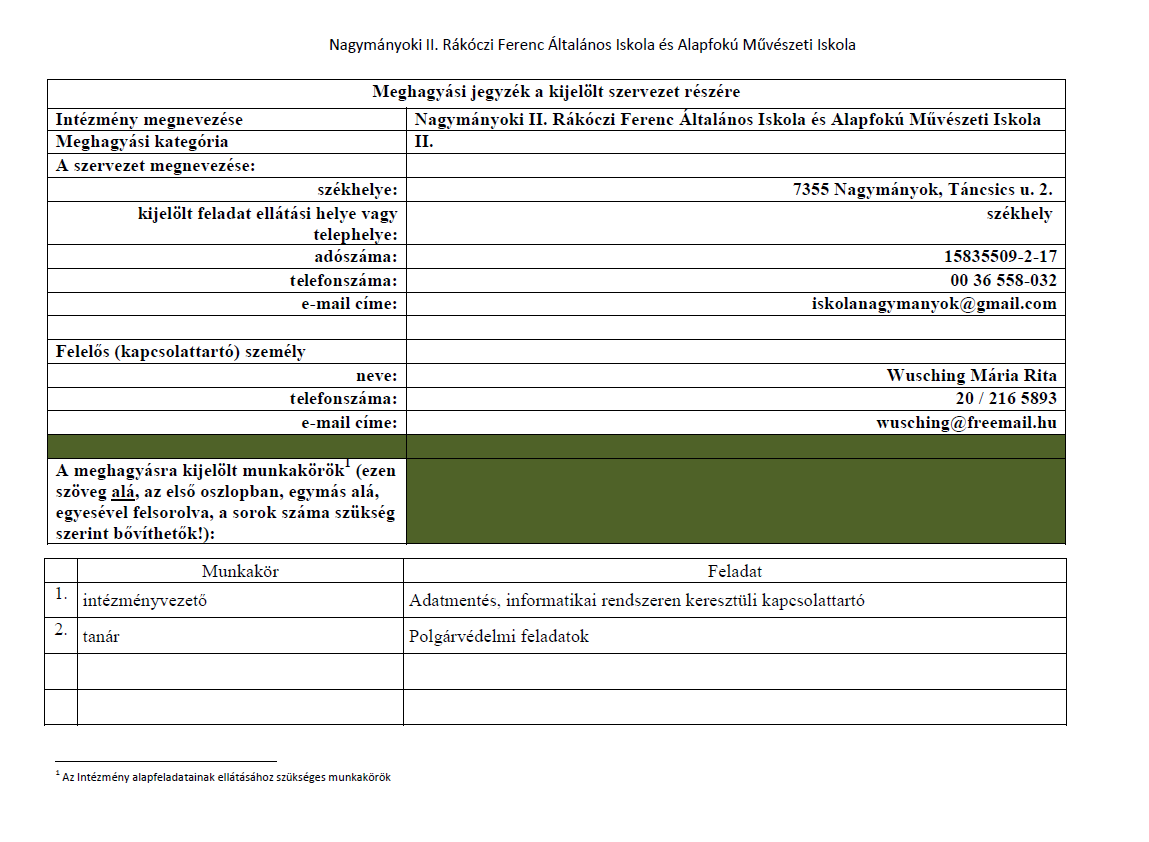 Nagymányoki II. Rákóczi Ferenc Általános Iskola és Alapfokú Művészeti Iskola
Meghagyási jegyzék a kijelölt szervezet részére
Intézmény megnevezése Nagymányoki II. Rákóczi Ferenc Általános Iskola és Alapfokú Művészeti Iskola
Meghagyási kategória II.
A szervezet megnevezése:
székhelye: 7355 Nagymányok, Táncsics u. 2.
kijelölt feladat ellátási helye vagy székhely
telephelye:
adószáma: 15835509-2-17
telefonszáma: 00 36 558-032
e-mail címe: iskolanagymanyok@gmail.com
Felelős (kapcsolattartó) személy
neve: Wusching Mária Rita
telefonszáma: 20 / 216 5893
e-mail címe: wusching@freemail.hu
A meghagyásra kijelölt munkakörök1 (ezen
szöveg alá, az első oszlopban, egymás alá,
egyesével felsorolva, a sorok száma szükség
szerint bővíthetők!):
Munkakör Feladat
1. intézményvezető Adatmentés, informatikai rendszeren keresztüli kapcsolattartó
2. tanár Polgárvédelmi feladatok
1 Az Intézmény alapfeladatainak ellátásához szükséges munkakörök